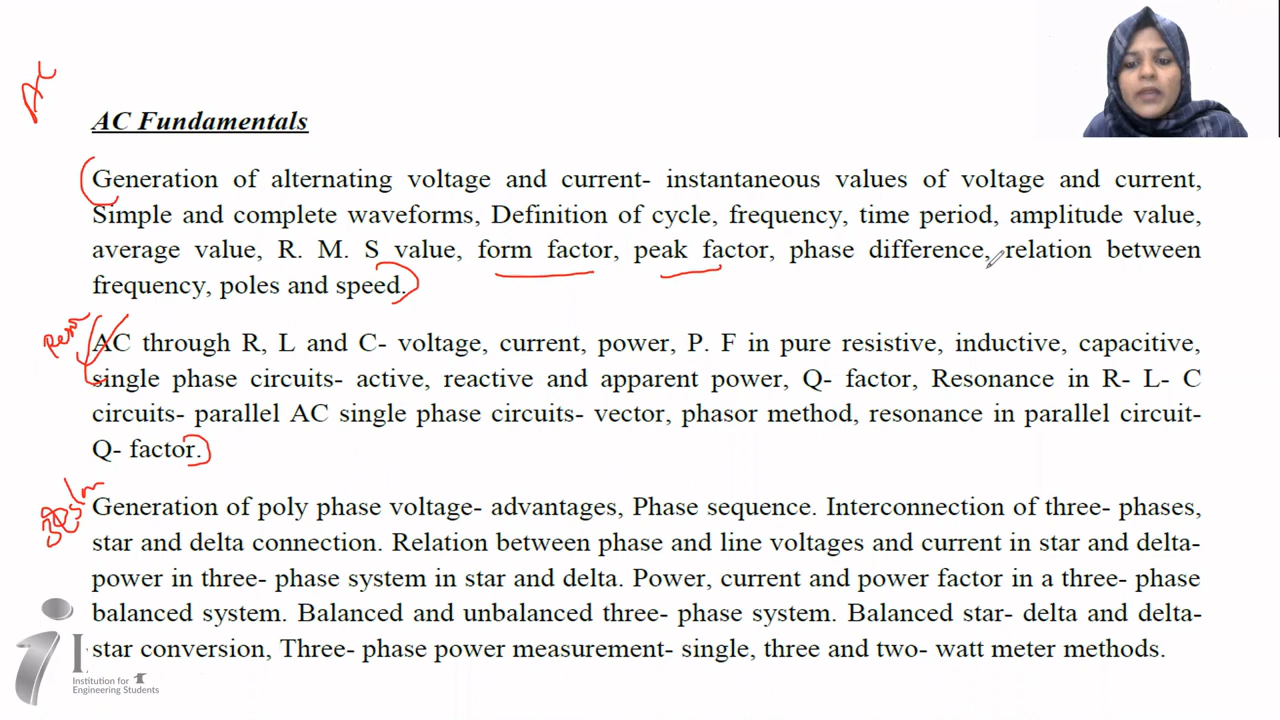 AC
AC Fundamentals
Generation of alternating voltage and current- instantaneous values of voltage and current,
Simple and complete waveforms, Definition of cycle, frequency, time period, amplitude value,
average value, R. M. S value, form factor, peak factor, phase difference, relation between
frequency, poles and speed.
AC through R, L and C- voltage, current, power, P. F in pure resistive, inductive, capacitive,
single phase circuits- active, reactive and apparent power, Q- factor, Resonance in R- L- C
circuits- parallel AC single phase circuits- vector, phasor method, resonance in parallel circuit-
Q- factor.
Generation of poly phase voltage- advantages, Phase sequence. Interconnection of three- phases,
star and delta connection. Relation between phase and line voltages and current in star and delta-
power in three- phase system in star and delta. Power, current and power factor in a three- phase
balanced system. Balanced and unbalanced three- phase system. Balanced star- delta and delta-
star conversion, Three- phase power measurement- single, three and two- watt meter methods.
Institution for
Engineering Students